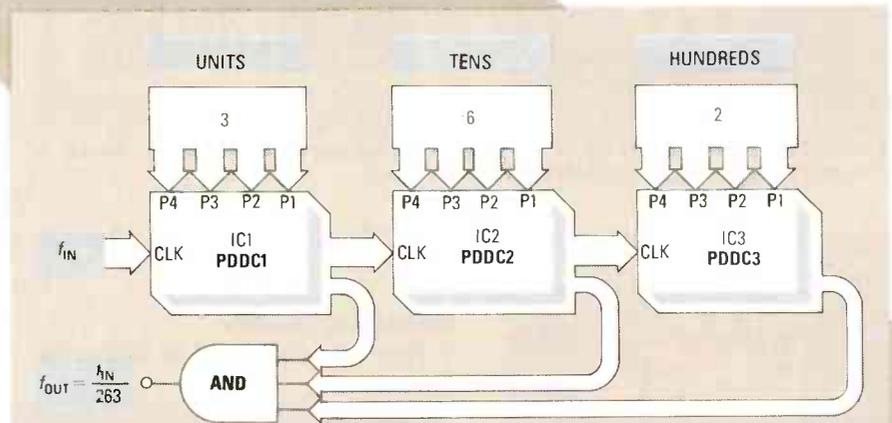 UNITS TENS HUNDREDS
3 6 2
P4 P3 P2 P1 P4 P3 P2 P1 P4 P3 P2 P1
IC1 IC2 IC3
fIN CLK PDDC1 CLK PDDC2 CLK PDDC3
fOUT = fIN
263
AND